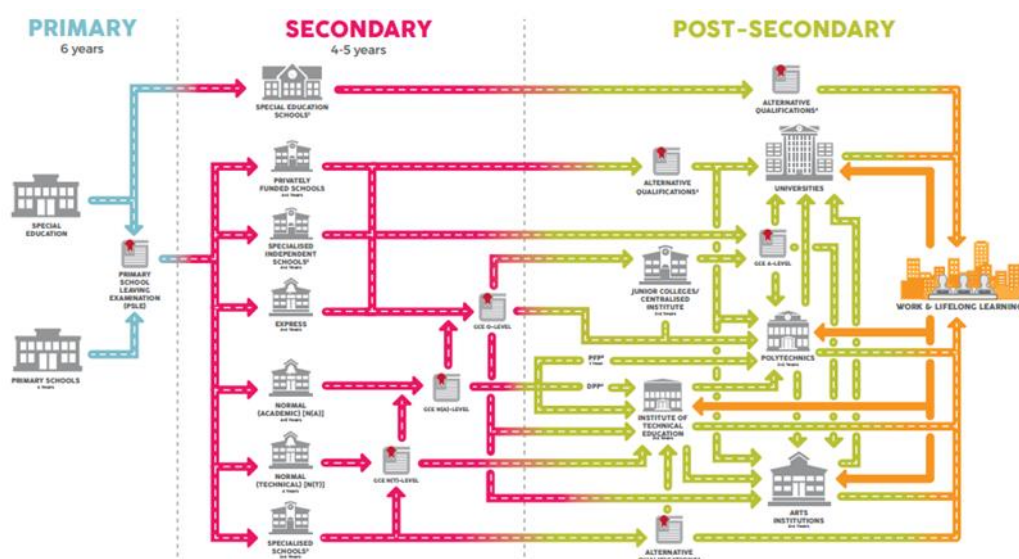 PRIMARY
6 years
SECONDARY
4-5 years
POST-SECONDARY
SPECIAL
EDUCATION
PRIMARY
SCHOOL
LEAVING
EXAMINATION
(PSLE)
PRIMARY SCHOOLS
SPECIAL EDUCATION
SCHOOLS
PRIVATELY
FUNDED SCHOOLS
SPECIALISED
INDEPENDENT
SCHOOLS
EXPRESS
NORMAL
(ACADEMIC) [N(A)]
NORMAL
(TECHNICAL) [N(T)]
SPECIALISED
SCHOOLS
GCE O-LEVEL
GCE N(A)-LEVEL
GCE N(T)-LEVEL
ALTERNATIVE
QUALIFICATIONS
ALTERNATIVE
QUALIFICATIONS
UNIVERSITIES
GCE A-LEVEL
JUNIOR COLLEGES/
CENTRALISED
INSTITUTE
POLYTECHNICS
PFP
DPP
INSTITUTE OF
TECHNICAL
EDUCATION
ARTS
INSTITUTIONS
ALTERNATIVE
WORK & LIFELONG LEARNING